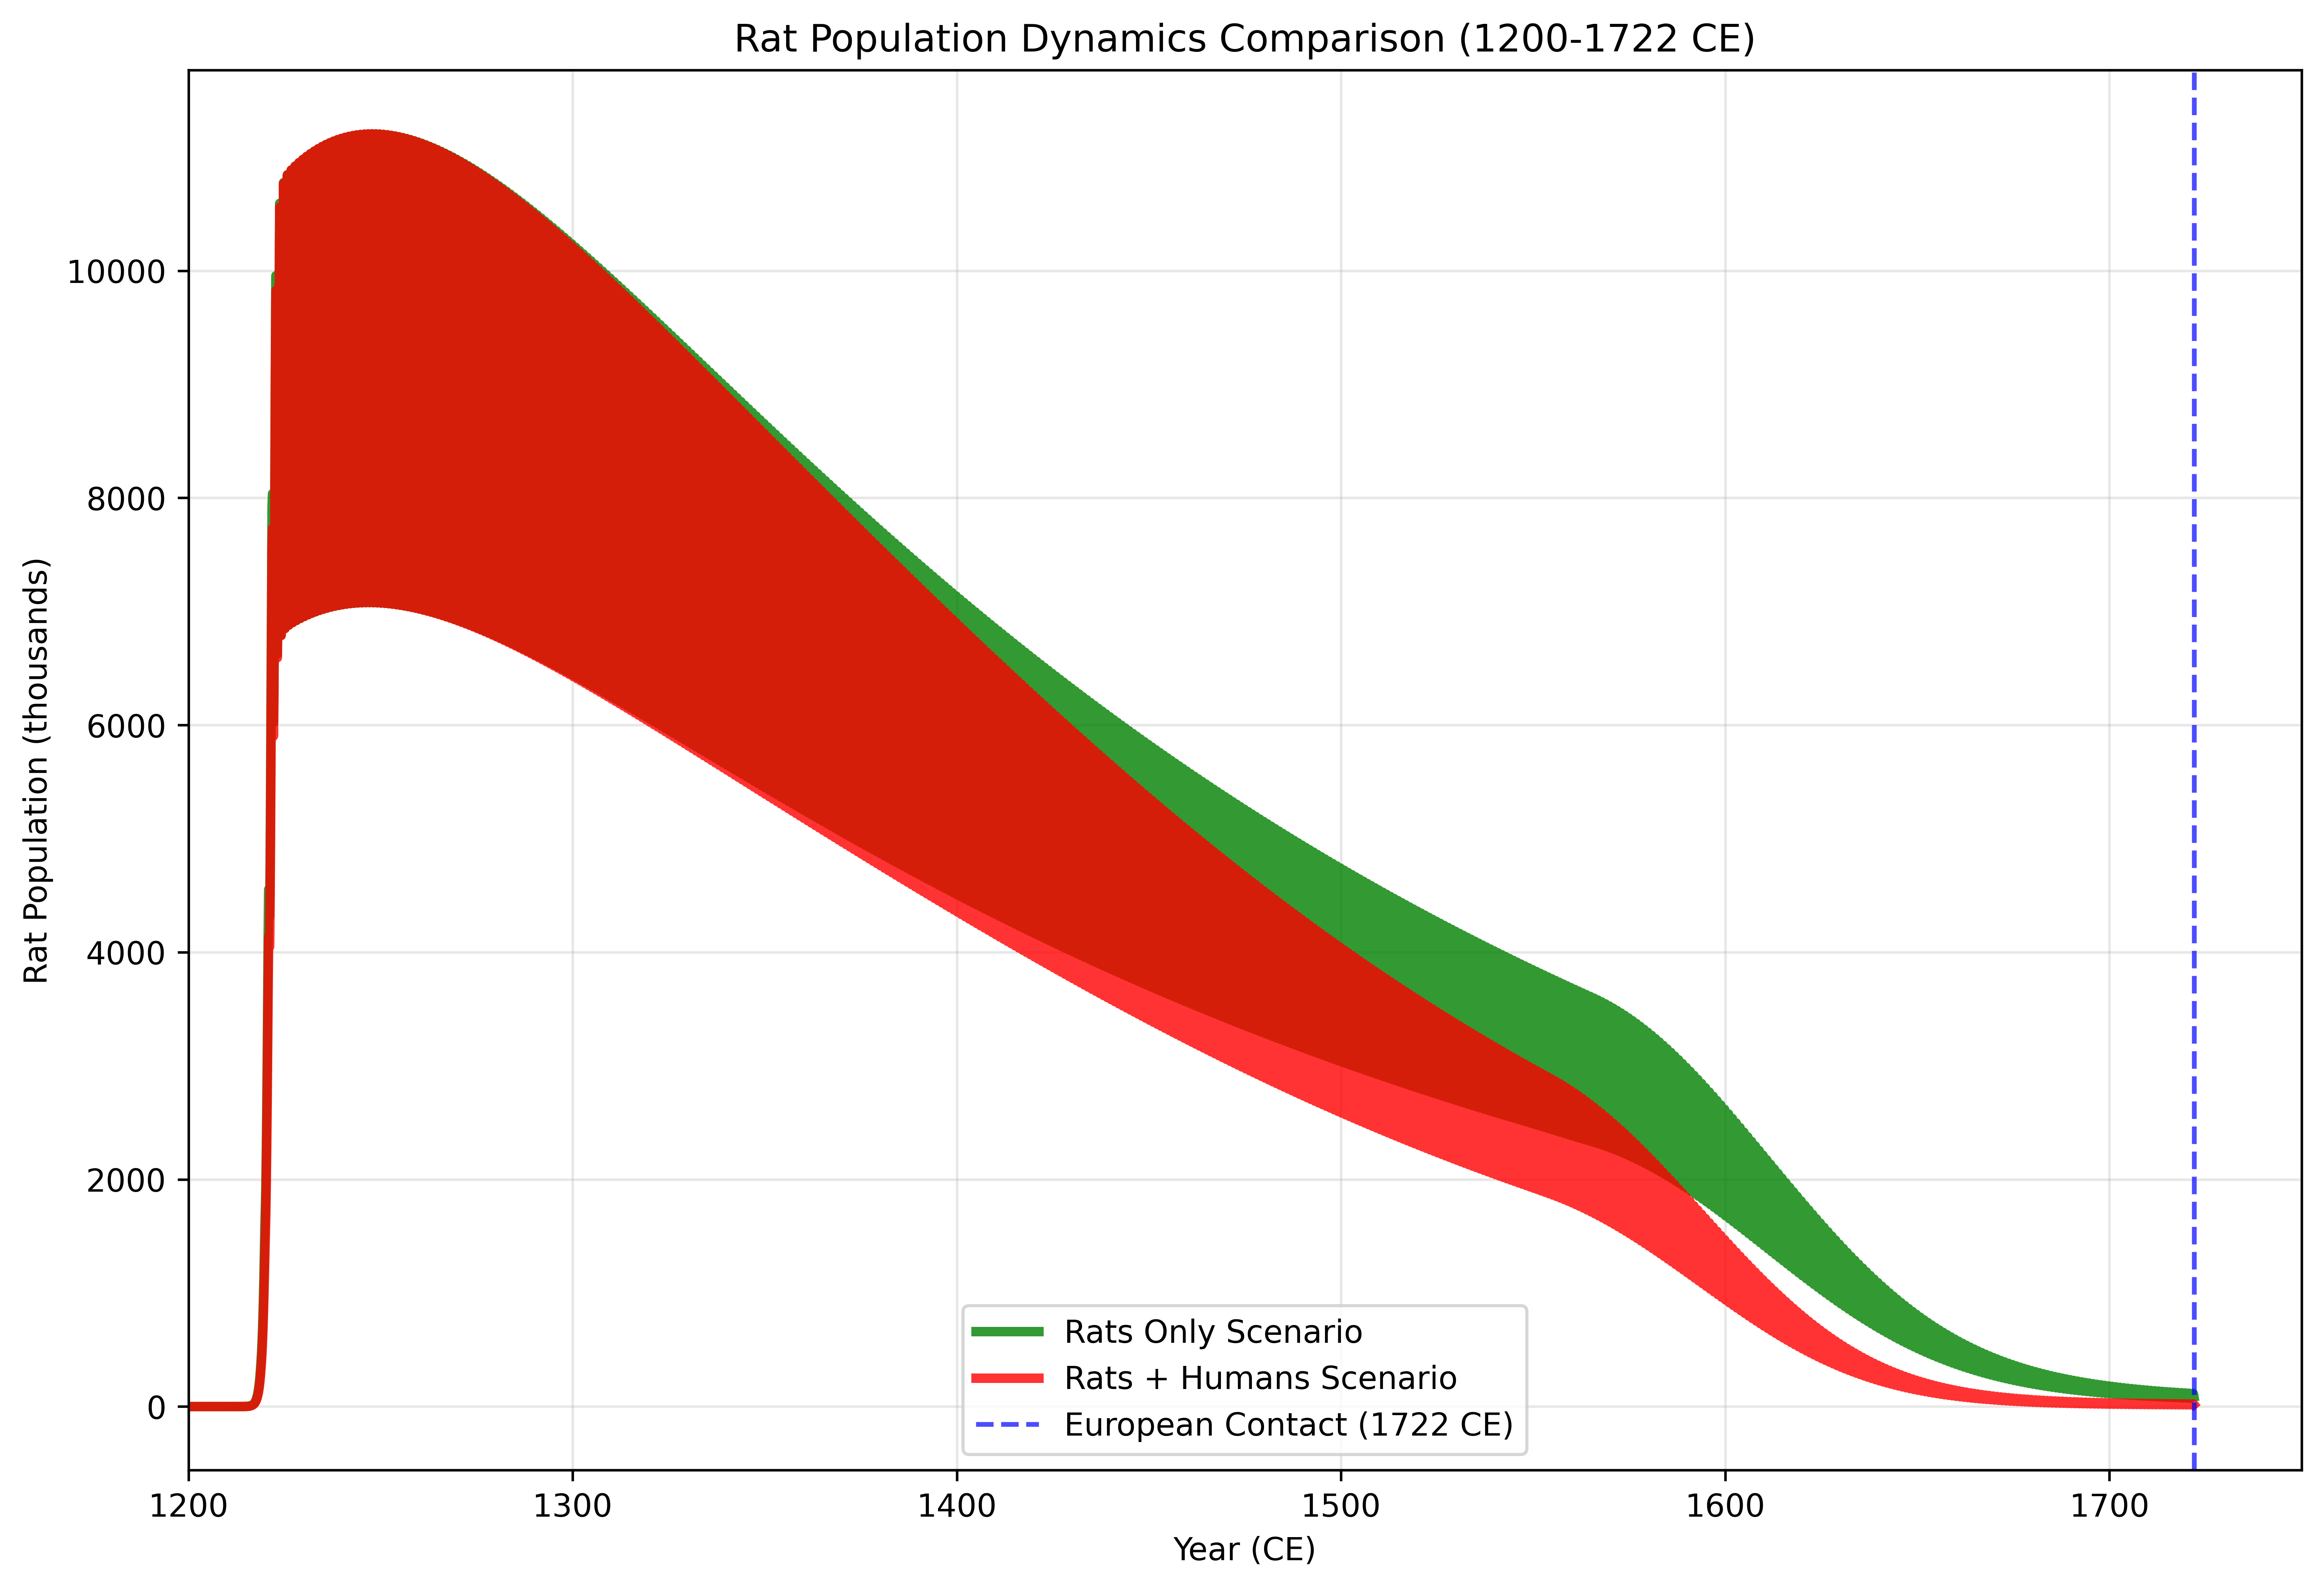 Rat Population Dynamics Comparison (1200-1722 CE)
Rat Population (thousands)
10000
8000
6000
4000
2000
0
Rats Only Scenario
Rats + Humans Scenario
European Contact (1722 CE)
1200 1300 1400 1500 1600 1700
Year (CE)